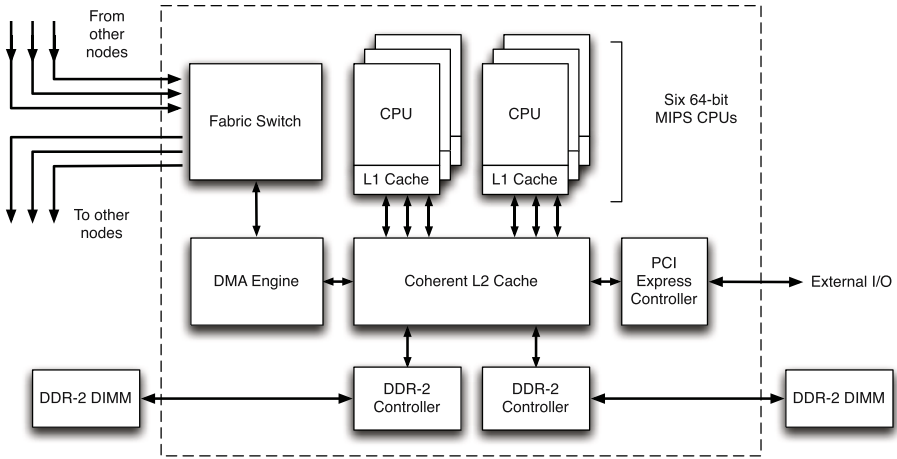 From
other
nodes
Fabric Switch
CPU
L1 Cache
CPU
L1 Cache
Six 64-bit
MIPS CPUs
To other
nodes
DMA Engine
Coherent L2 Cache
PCI
Express
Controller
External I/O
DDR-2 DIMM
DDR-2
Controller
DDR-2
Controller
DDR-2 DIMM